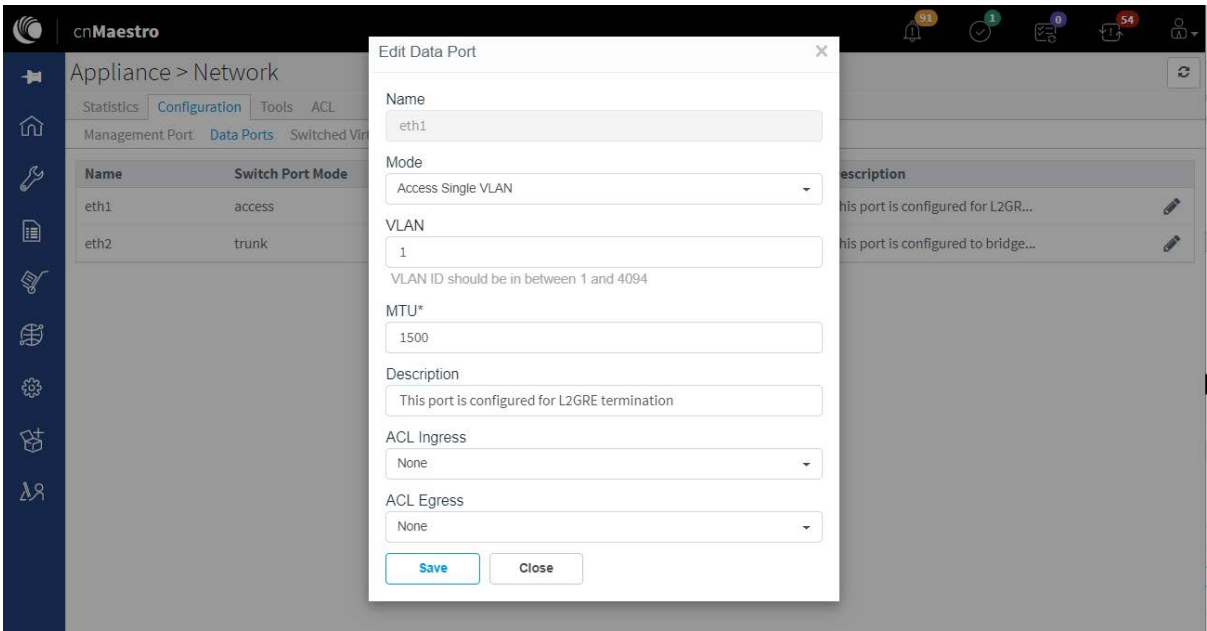 cnMaestro
91
1
0
54
Edit Data Port
×
Appliance > Network
Statistics Configuration Tools ACL
Management Port Data Ports Switched Virt
Name Switch Port Mode escription
eth1 access his port is configured for L2GR...
eth2 trunk his port is configured to bridge...
Name
eth1
Mode
Access Single VLAN
VLAN
1
VLAN ID should be in between 1 and 4094
MTU*
1500
Description
This port is configured for L2GRE termination
ACL Ingress
None
ACL Egress
None
Save Close